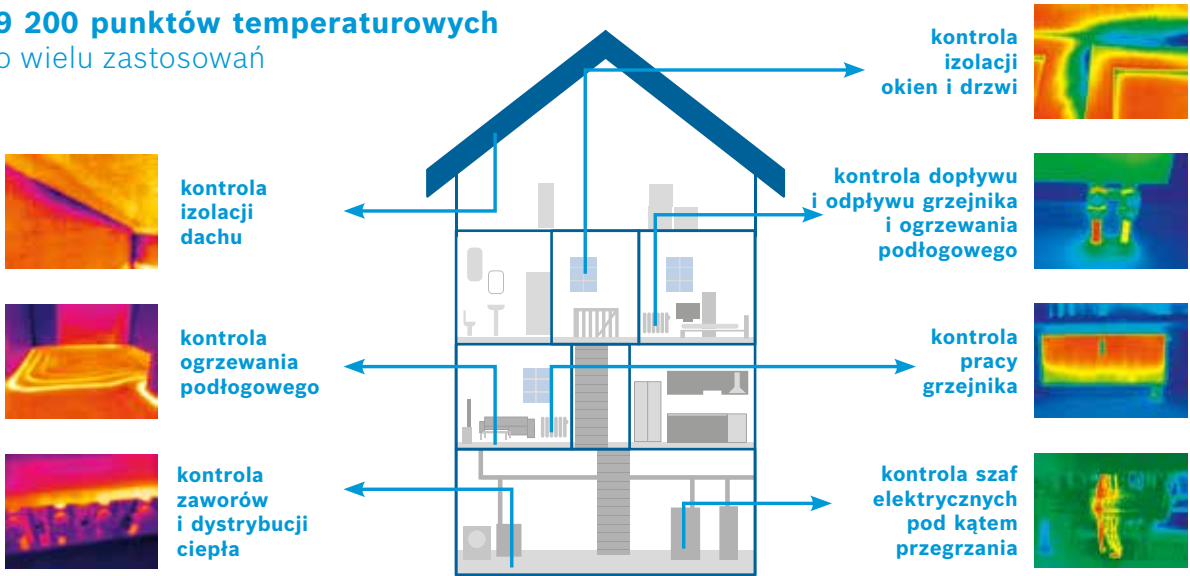 9 200 punktów temperaturowych
o wielu zastosowań
kontrola
izolacji
okien i drzwi
kontrola
izolacji
dachu
kontrola dopływu
i odpływu grzejnika
i ogrzewania
podłogowego
kontrola
ogrzewania
podłogowego
kontrola
pracy
grzejnika
kontrola
zaworów
i dystrybucji
ciepła
kontrola szaf
elektrycznych
pod kątem
przegrzania